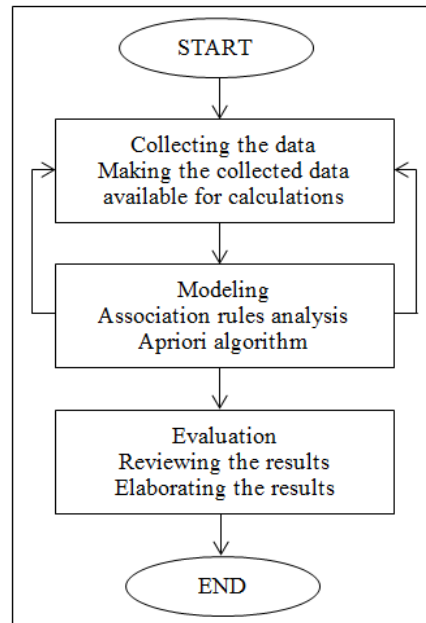 START
Collecting the data
Making the collected data
available for calculations
Modeling
Association rules analysis
Apriori algorithm
Evaluation
Reviewing the results
Elaborating the results
END